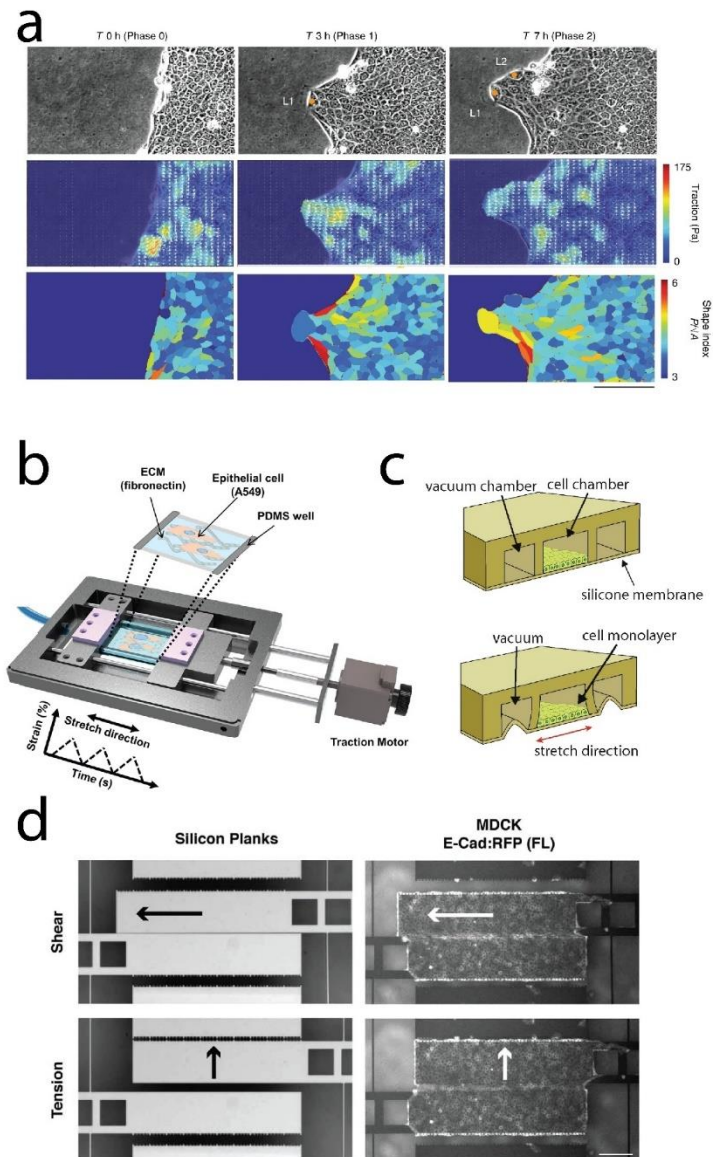 a
T 0 h (Phase 0)
T 3 h (Phase 1)
T 7 h (Phase 2)
L1
L2
L1
175
Traction (Pa)
0
6
Shape index
P/√A
3
b
ECM
(fibronectin)
Epithelial cell
(A549)
PDMS well
Stretch direction
Strain (%)
Time (s)
Traction Motor
c
vacuum chamber
cell chamber
silicone membrane
vacuum
cell monolayer
stretch direction
d
Silicon Planks
MDCK
E-Cad:RFP (FL)
Shear
Tension